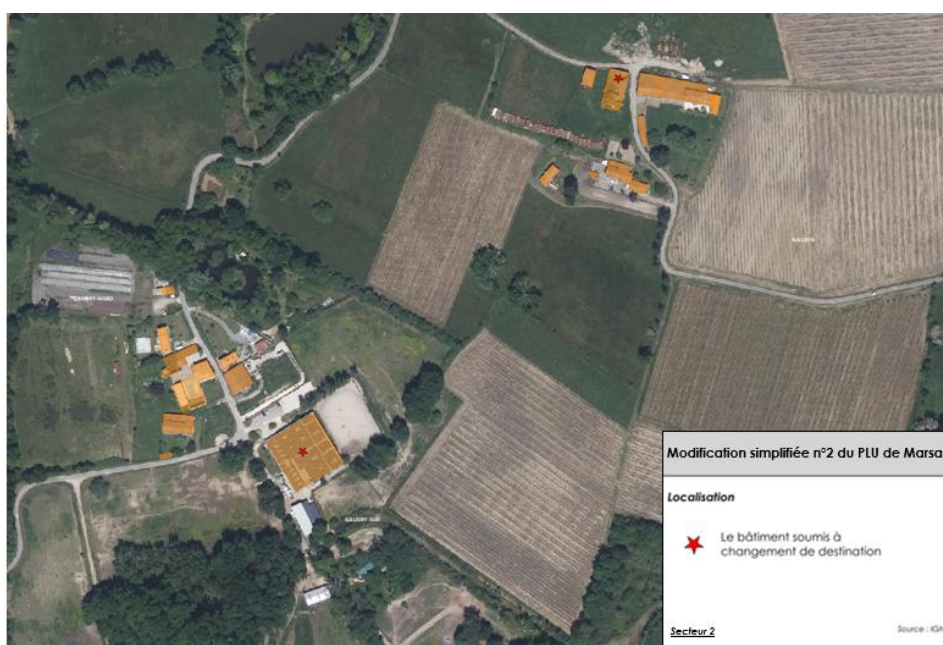 Modification simplifiée n°2 du PLU de Marsa
Localisation
Le bâtiment soumis à
changement de destination
Secteur 2
Source : IGN